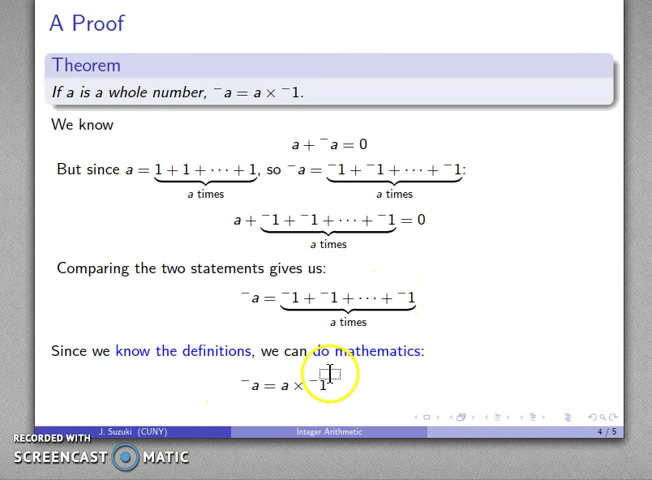 A Proof
Theorem
If a is a whole number, ⁻a = a × ⁻1.
We know
a + ⁻a = 0
But since a = 1 + 1 + ··· + 1, so ⁻a = ⁻1 + ⁻1 + ··· + ⁻1:
a times a times
a + ⁻1 + ⁻1 + ··· + ⁻1 = 0
a times
Comparing the two statements gives us:
⁻a = ⁻1 + ⁻1 + ··· + ⁻1
a times
Since we know the definitions, we can do mathematics:
⁻a = a × ⁻1
J. Suzuki (CUNY) Integer Arithmetic 4 / 5
RECORDED WITH
SCREENCAST MATIC